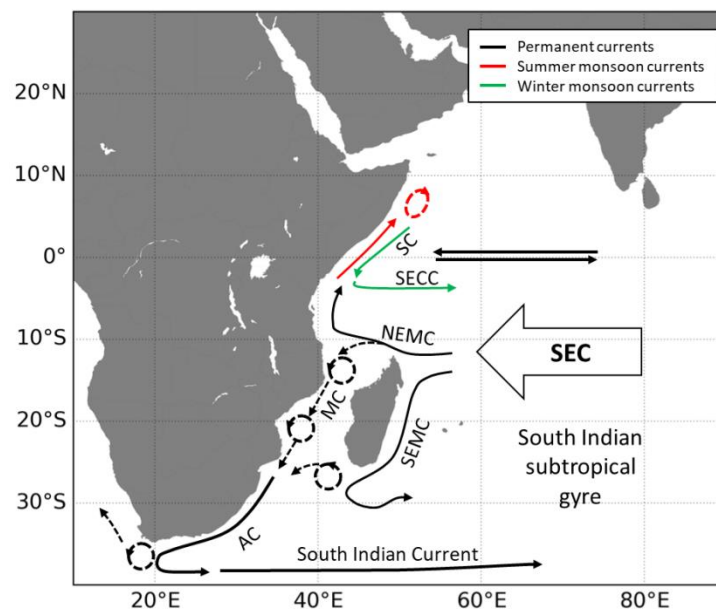 Permanent currents
Summer monsoon currents
Winter monsoon currents
20°N
10°N
0°
10°S
20°S
30°S
SC
SECC
NEMC
SEC
MC
SEMC
South Indian
subtropical
gyre
AC
South Indian Current
20°E
40°E
60°E
80°E